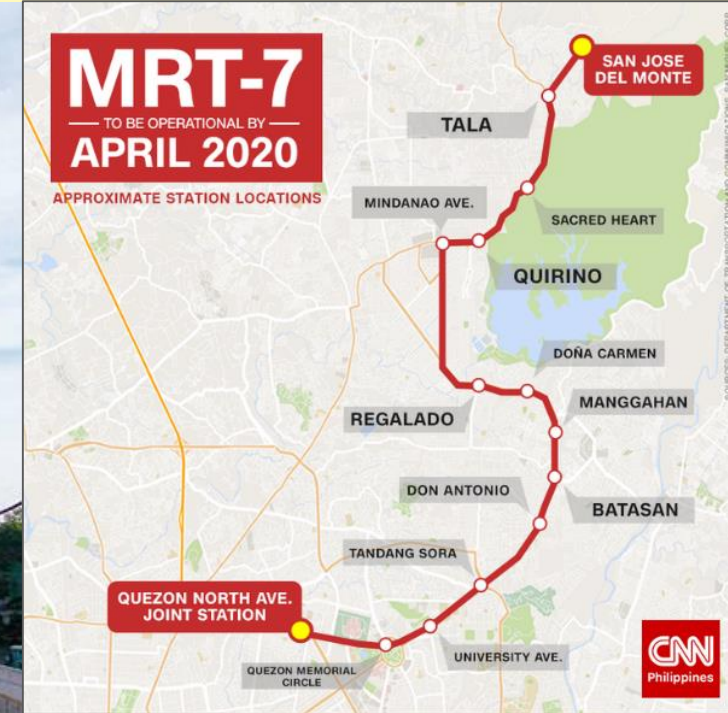 MRT-7
TO BE OPERATIONAL BY
APRIL 2020
APPROXIMATE STATION LOCATIONS
SAN JOSE
DEL MONTE
TALA
MINDANAO AVE.
SACRED HEART
QUIRINO
DOÑA CARMEN
MANGGAHAN
REGALADO
DON ANTONIO
BATASAN
TANDANG SORA
QUEZON NORTH AVE.
JOINT STATION
UNIVERSITY AVE.
QUEZON MEMORIAL
CIRCLE
CNN
Philippines